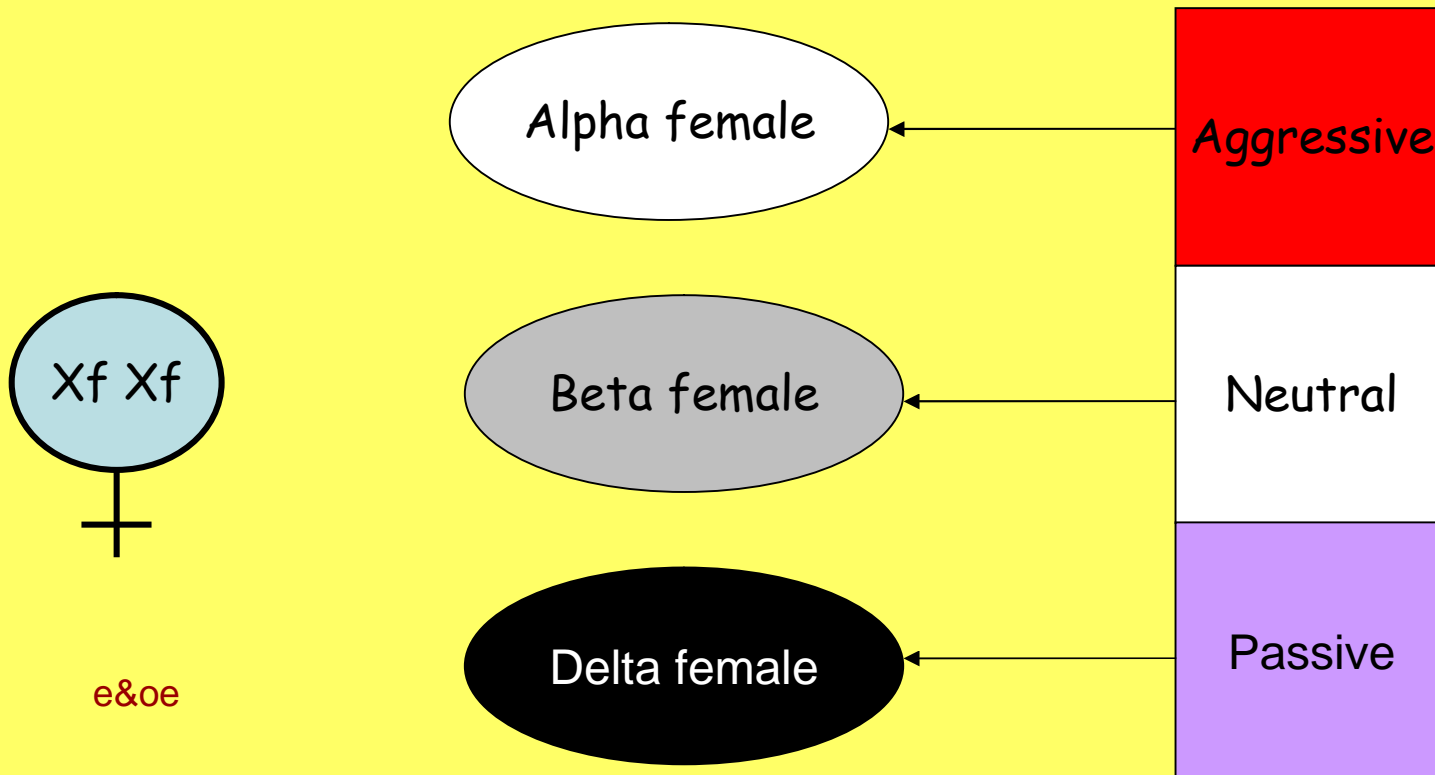 Alpha female
Aggressive
Xf Xf
Beta female
Neutral
Delta female
Passive
e&oe